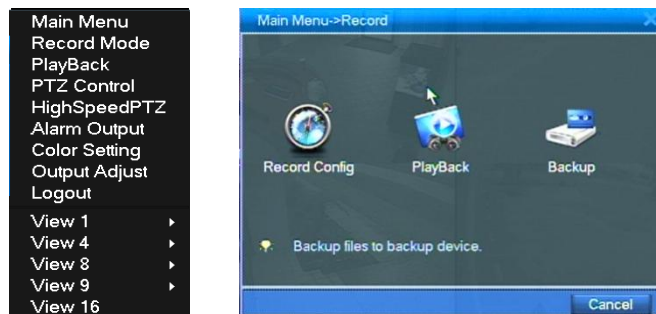 Main Menu
Record Mode
PlayBack
PTZ Control
HighSpeedPTZ
Alarm Output
Color Setting
Output Adjust
Logout
View 1
View 4
View 8
View 9
View 16
Main Menu->Record
Record Config
PlayBack
Backup
Backup files to backup device.
Cancel